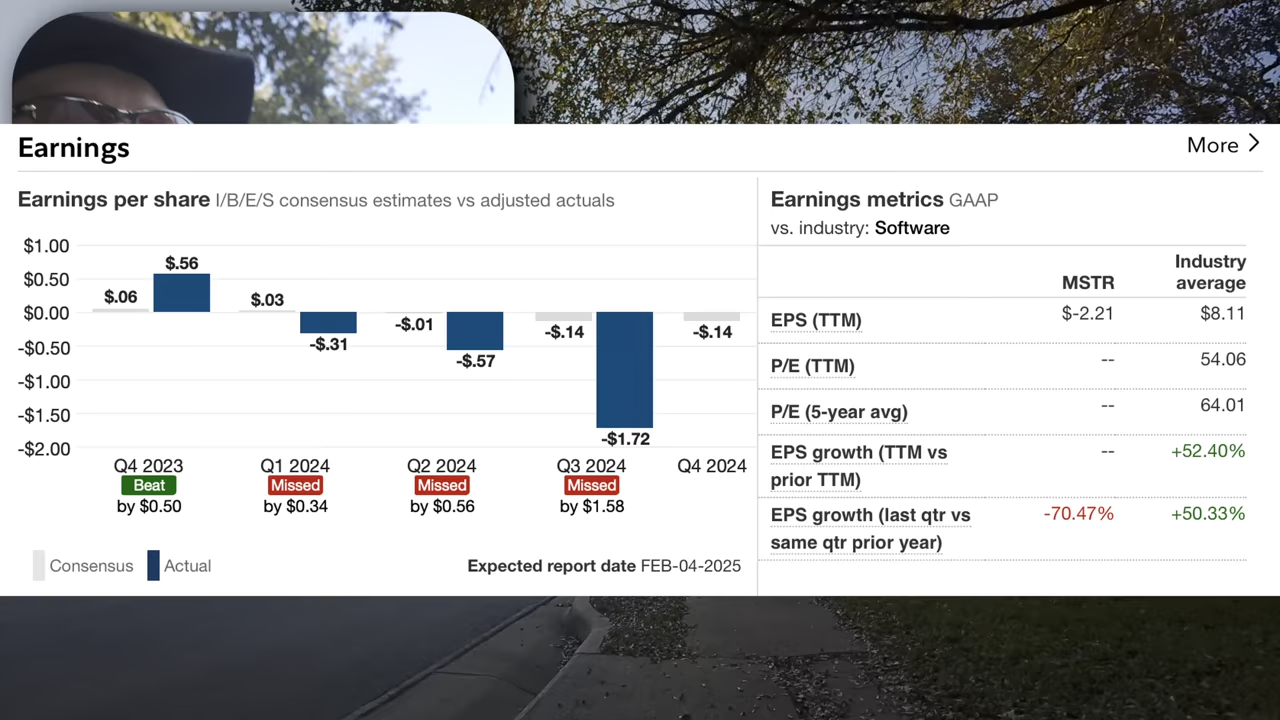 Earnings
More
Earnings per share I/B/E/S consensus estimates vs adjusted actuals
$1.00
$0.50
$0.00
-$0.50
-$1.00
-$1.50
-$2.00
$.06
$.56
$.03
-$.31
-$.01
-$.57
-$.14
-$1.72
-$.14
Q4 2023
Beat
by $0.50
Q1 2024
Missed
by $0.34
Q2 2024
Missed
by $0.56
Q3 2024
Missed
by $1.58
Q4 2024
Consensus
Actual
Expected report date FEB-04-2025
Earnings metrics GAAP
vs. industry: Software
MSTR
Industry
average
EPS (TTM) $-2.21 $8.11
P/E (TTM) -- 54.06
P/E (5-year avg) -- 64.01
EPS growth (TTM vs -- +52.40%
prior TTM)
EPS growth (last qtr vs -70.47% +50.33%
same qtr prior year)